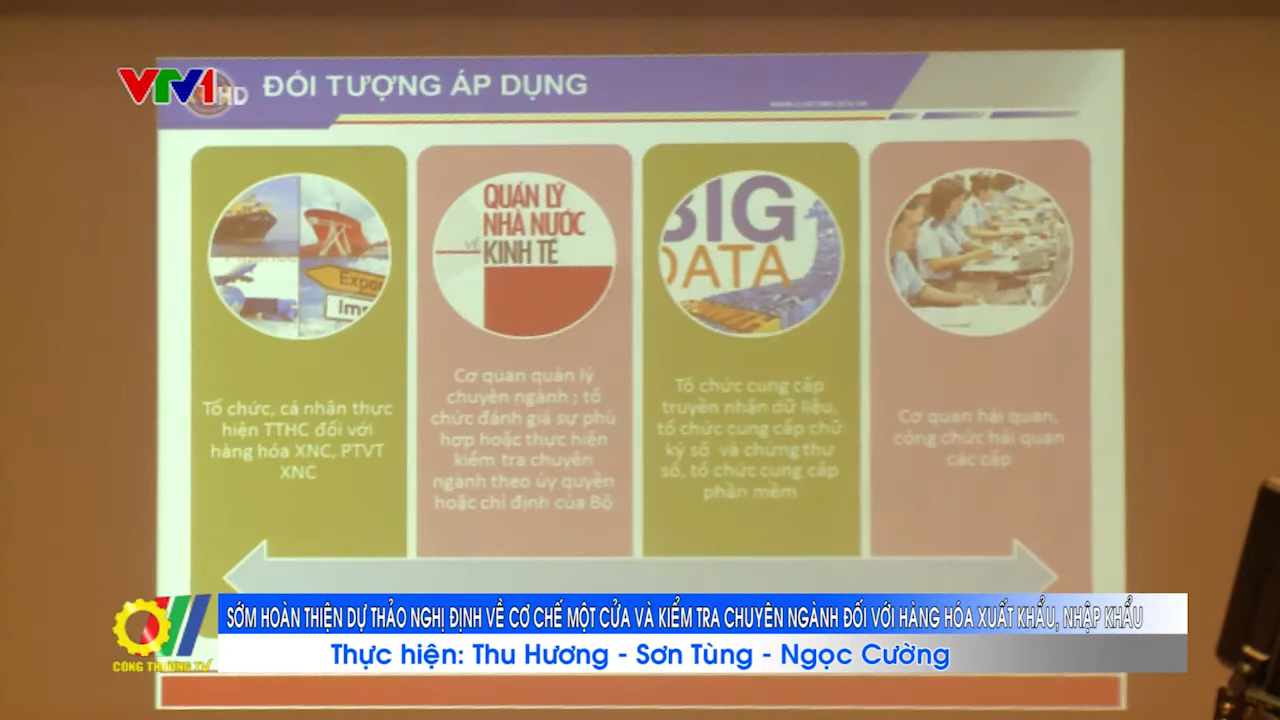 VTV1
HD
ĐỐI TƯỢNG ÁP DỤNG
QUẢN LÝ
NHÀ NƯỚC
VỀ
KINH TẾ
BIG
DATA
Expor
Im
Tổ chức, cá nhân thực
hiện TTHC đối với
hàng hóa XNC, PTVT
XNC
Cơ quan quản lý
chuyên ngành ; tổ
chức đánh giá sự phù
hợp hoặc thực hiện
kiểm tra chuyên
ngành theo ủy quyền
hoặc chỉ định của Bộ
Tổ chức cung cấp
truyền nhận dữ liệu,
tổ chức cung cấp chữ
ký số và chứng thư
số, tổ chức cung cấp
phần mềm
Cơ quan hải quan,
công chức hải quan
các cấp
SỚM HOÀN THIỆN DỰ THẢO NGHỊ ĐỊNH VỀ CƠ CHẾ MỘT CỬA VÀ KIỂM TRA CHUYÊN NGÀNH ĐỐI VỚI HÀNG HÓA XUẤT KHẨU, NHẬP KHẨU
Thực hiện: Thu Hương - Sơn Tùng - Ngọc Cường
CÔNG THƯƠNG TV